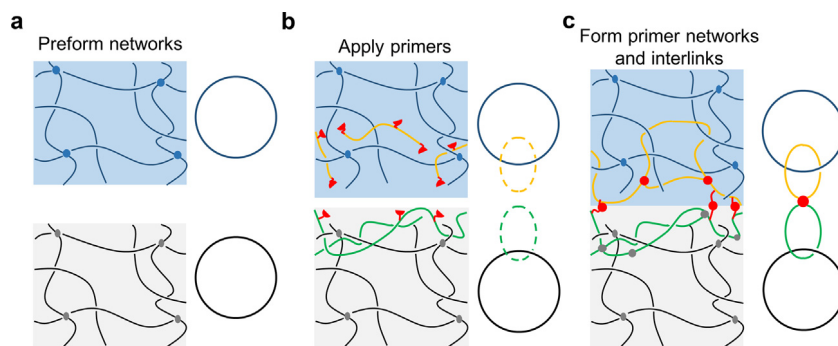 a
Preform networks
b
Apply primers
c
Form primer networks
and interlinks